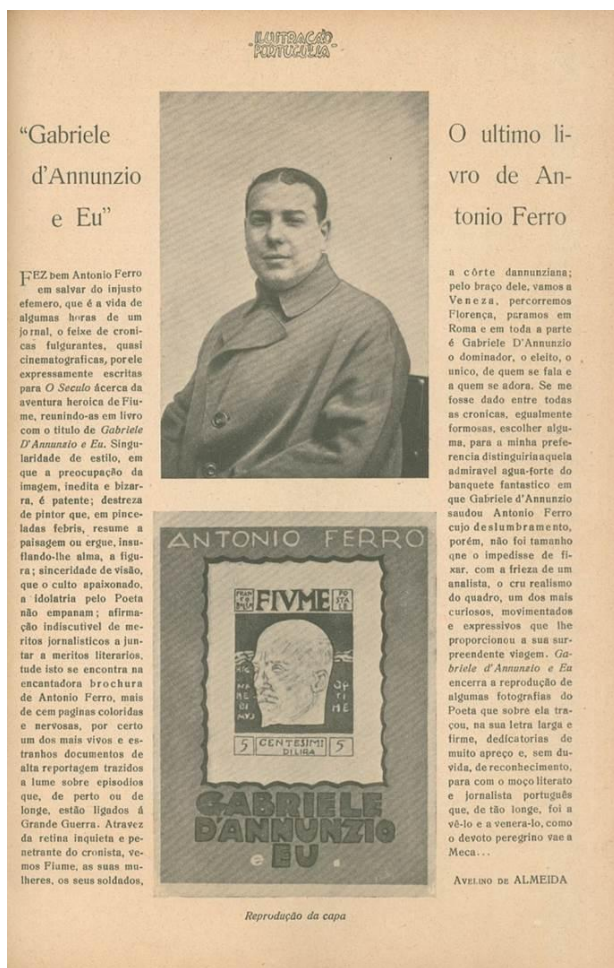 ILUSTRAÇÃO
PORTUGUEZA
"Gabriele
d'Annunzio
e Eu"
FEZ bem Antonio Ferro
em salvar do injusto
efemero, que é a vida de
algumas horas de um
jornal, o feixe de croni-
cas fulgurantes, quasi
cinematograficas, por ele
expressamente escritas
para O Seculo ácerca da
aventura heroica de Fiu-
me, reunindo-as em livro
com o titulo de Gabriele
D'Annunzio e Eu. Singu-
laridade de estilo, em
que a preocupação da
imagem, inedita e bizar-
ra, é patente; destreza
de pintor que, em pince-
ladas febris, resume a
paisagem ou ergue, insu-
flando-lhe alma, a figu-
ra; sinceridade de visão,
que o culto apaixonado,
a idolatria pelo Poeta
não empanam; afirma-
ção indiscutivel de me-
ritos jornalisticos a jun-
tar a meritos literarios,
tude isto se encontra na
encantadora brochura
de Antonio Ferro, mais
de cem paginas coloridas
e nervosas, por certo
um dos mais vivos e es-
tranhos documentos de
alta reportagem trazidos
a lume sobre episodios
que, de perto ou de
longe, estão ligados á
Grande Guerra. Atravez
da retina inquieta e pe-
netrante do cronista, ve-
mos Fiume, as suas mu-
lheres, os seus soldados,
ANTONIO FERRO
FIUME
5 CENTESIMI 5
DI LIRA
GABRIELE
D'ANNUNZIO
e EU
Reprodução da capa
O ultimo li-
vro de An-
tonio Ferro
a côrte dannunziana;
pelo braço dele, vamos a
Veneza, percorremos
Florença, paramos em
Roma e em toda a parte
é Gabriele D'Annunzio
o dominador, o eleito, o
unico, de quem se fala e
a quem se adora. Se me
fosse dado entre todas
as cronicas, egualmente
formosas, escolher algu-
ma, para a minha prefe-
rencia distinguiria aquela
admiravel agua-forte do
banquete fantastico em
que Gabriele d'Annunzio
saudou Antonio Ferro
cujo deslumbramento,
porém, não foi tamanho
qne o impedisse de fi-
xar, com a frieza de um
analista, o cru realismo
do quadro, um dos mais
curiosos, movimentados
e expressivos que lhe
proporcionou a sua sur-
preendente viagem. Ga-
briele d'Annunzio e Eu
encerra a reprodução de
algumas fotografias do
Poeta que sobre ela tra-
çou, na sua letra larga e
firme, dedicatorias de
muito apreço e, sem du-
vida, de reconhecimento,
para com o moço literato
e jornalista português
que, de tão longe, foi a
vê-lo e a venera-lo, como
o devoto peregrino vae a
Meca...
AVELINO DE ALMEIDA